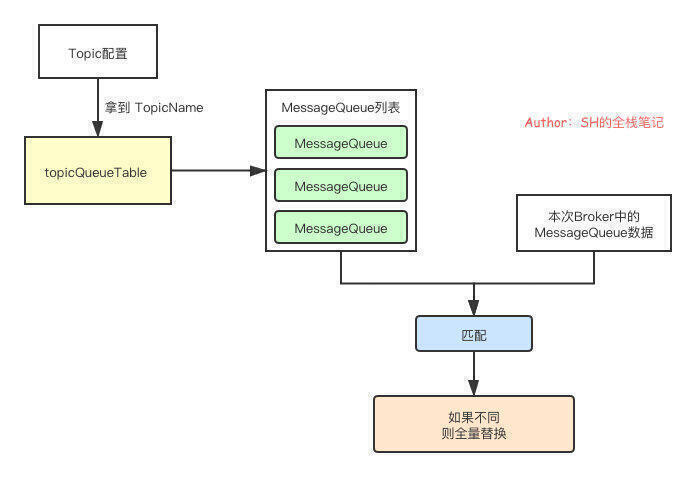 Topic配置
拿到 TopicName
topicQueueTable
MessageQueue列表
MessageQueue
MessageQueue
MessageQueue
Author: SH的全栈笔记
本次Broker中的
MessageQueue数据
匹配
如果不同
则全量替换